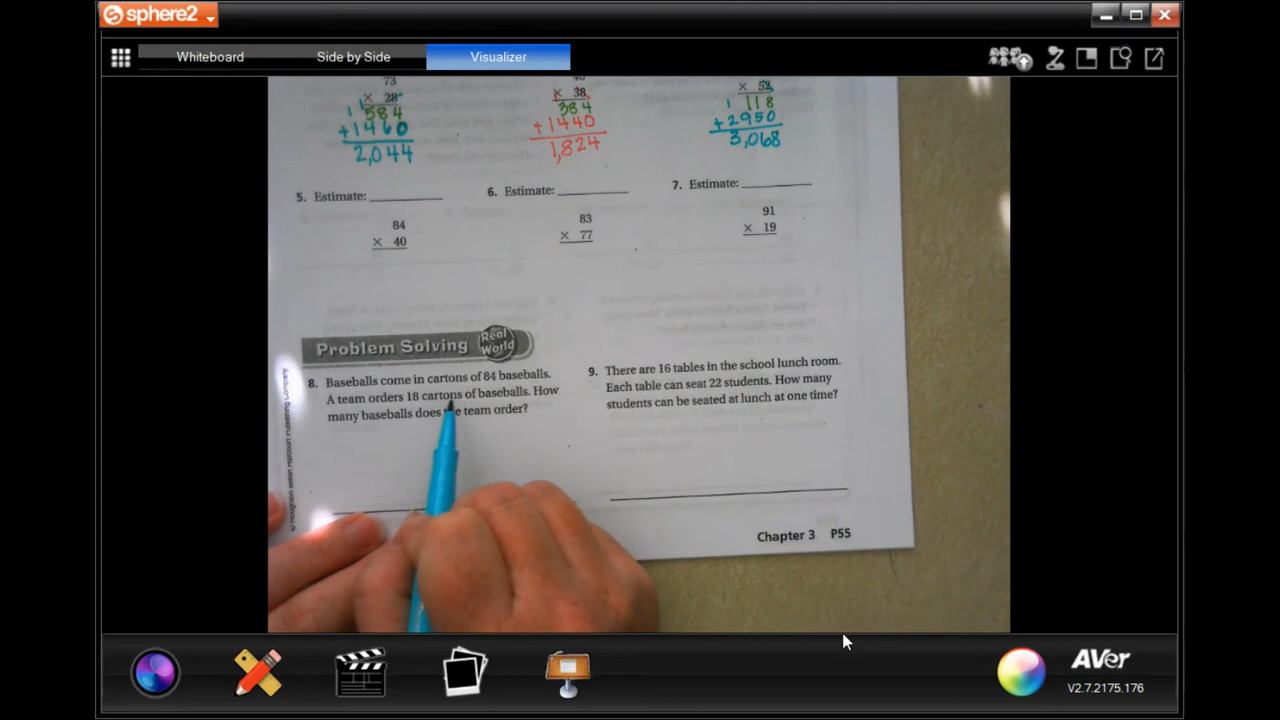 sphere2
Whiteboard Side by Side Visualizer
73
× 28
584
+1460
2,044
× 38
384
+1440
1,824
× 52
118
+2950
3,068
5. Estimate:
84
× 40
6. Estimate:
83
× 77
7. Estimate:
91
× 19
Problem Solving Real World
8. Baseballs come in cartons of 84 baseballs.
A team orders 18 cartons of baseballs. How
many baseballs does the team order?
9. There are 16 tables in the school lunch room.
Each table can seat 22 students. How many
students can be seated at lunch at one time?
Chapter 3 P55
AVer
V2.7.2175.176